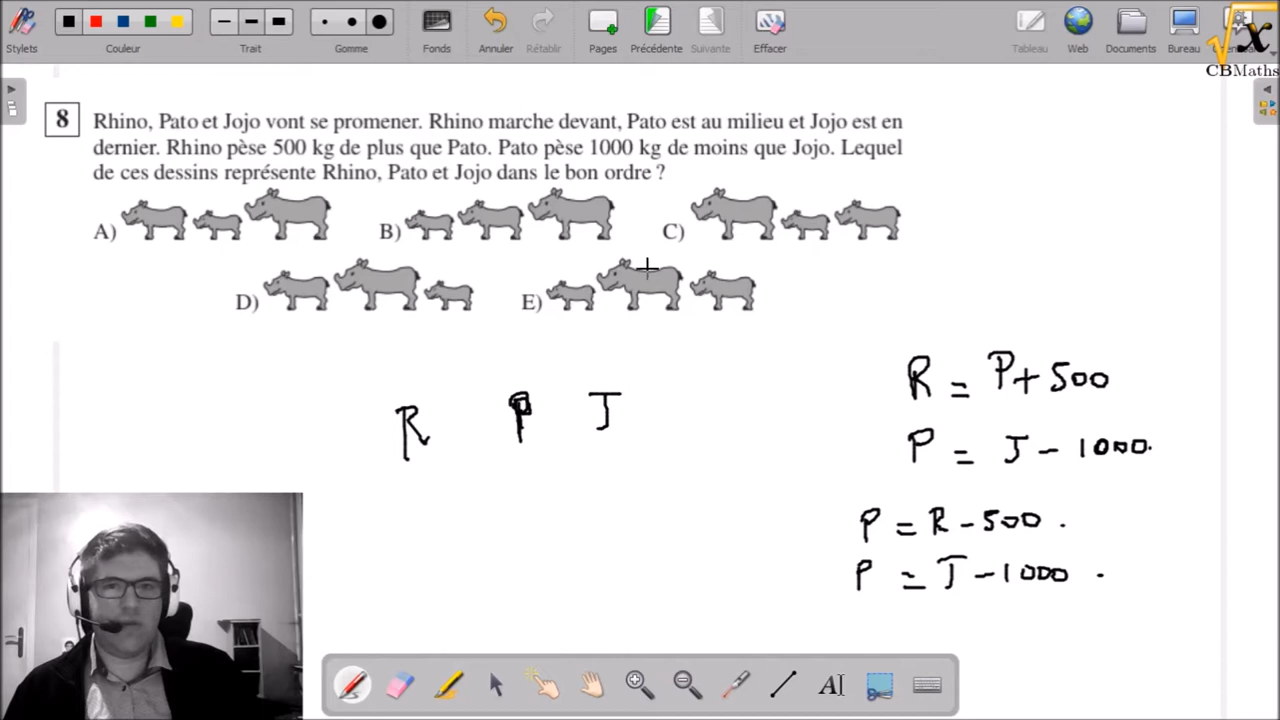 Stylets Couleur Trait Gomme Fonds Annuler Rétablir Pages Précédente Suivante Effacer Tableau Web Documents Bureau
√x
CBMaths
8 Rhino, Pato et Jojo vont se promener. Rhino marche devant, Pato est au milieu et Jojo est en
dernier. Rhino pèse 500 kg de plus que Pato. Pato pèse 1000 kg de moins que Jojo. Lequel
de ces dessins représente Rhino, Pato et Jojo dans le bon ordre ?
A) B) C)
D) E)
R = P + 500
R P J
P = J - 1000.
P = R - 500.
P = J - 1000.
AI